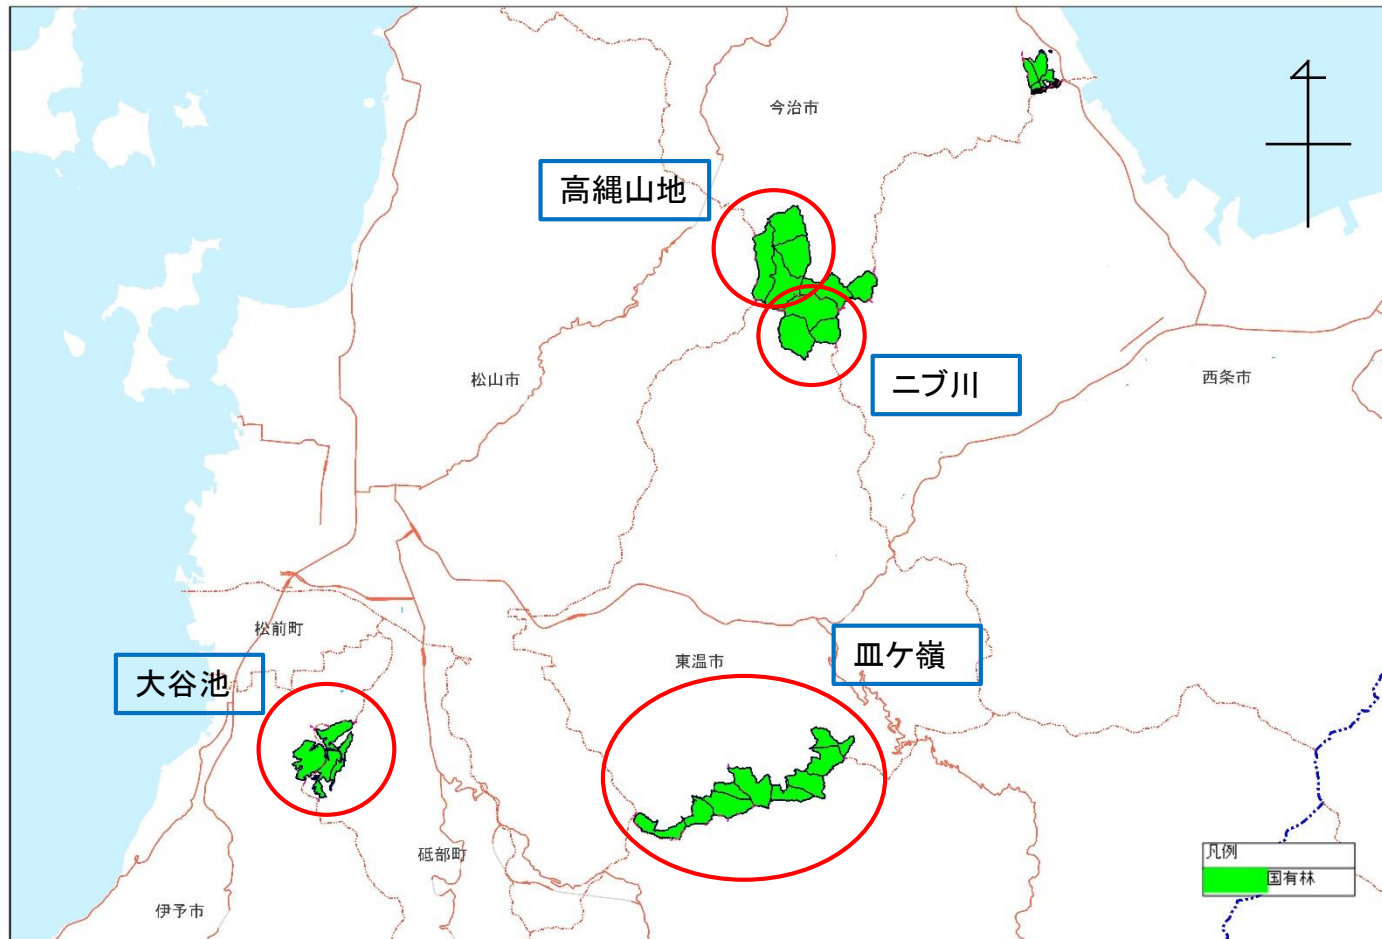 今治市
高縄山地
松山市
ニブ川
西条市
松前町
大谷池
東温市
皿ケ嶺
砥部町
伊予市
凡例
国有林